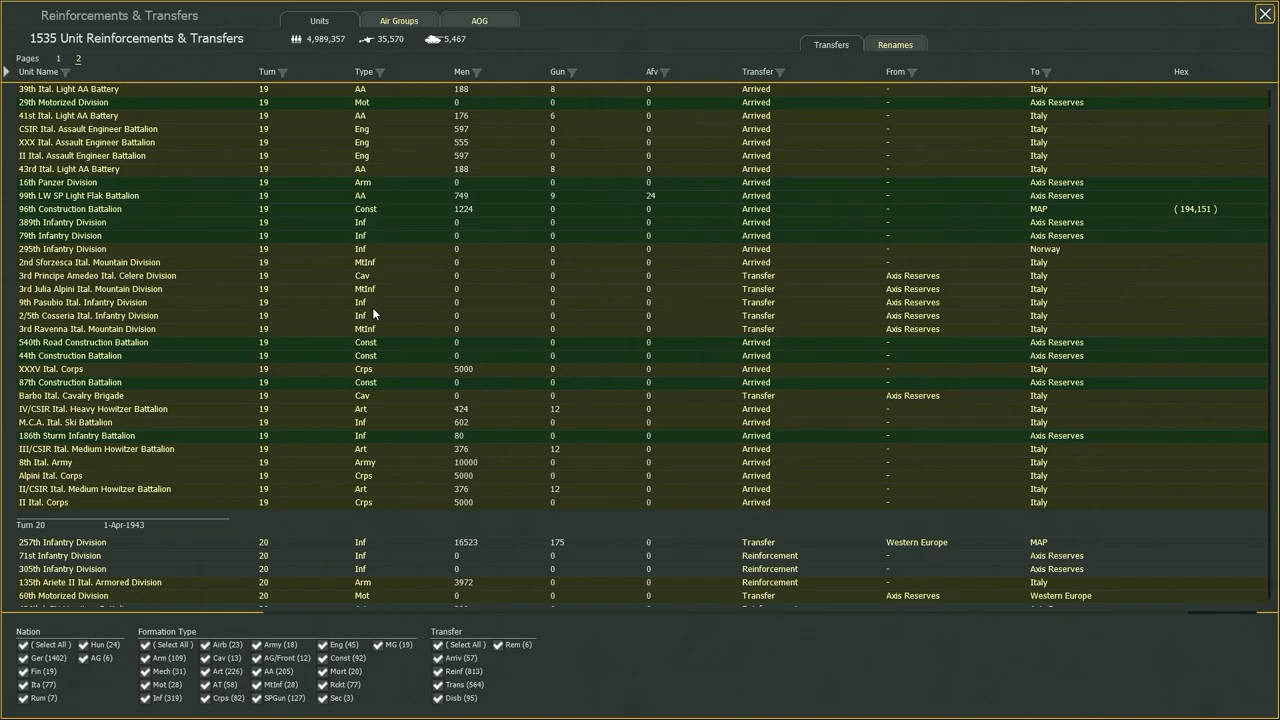 Reinforcements & Transfers
Units Air Groups AOG
1535 Unit Reinforcements & Transfers 4,989,357 35,570 5,467
Transfers Renames
Pages 1 2
Unit Name Turn Type Men Gun Afv Transfer From To Hex
39th Ital. Light AA Battery 19 AA 188 8 0 Arrived - Italy
29th Motorized Division 19 Mot 0 0 0 Arrived - Axis Reserves
41st Ital. Light AA Battery 19 AA 176 6 0 Arrived - Italy
CSIR Ital. Assault Engineer Battalion 19 Eng 597 0 0 Arrived - Italy
XXX Ital. Assault Engineer Battalion 19 Eng 555 0 0 Arrived - Italy
II Ital. Assault Engineer Battalion 19 Eng 597 0 0 Arrived - Italy
43rd Ital. Light AA Battery 19 AA 188 8 0 Arrived - Italy
16th Panzer Division 19 Arm 0 0 0 Arrived - Axis Reserves
99th LW SP Light Flak Battalion 19 AA 749 9 24 Arrived - Axis Reserves
96th Construction Battalion 19 Const 1224 0 0 Arrived - MAP ( 194,151 )
389th Infantry Division 19 Inf 0 0 0 Arrived - Axis Reserves
79th Infantry Division 19 Inf 0 0 0 Arrived - Axis Reserves
295th Infantry Division 19 Inf 0 0 0 Arrived - Norway
2nd Sforzesca Ital. Mountain Division 19 MtInf 0 0 0 Arrived - Italy
3rd Principe Amedeo Ital. Celere Division 19 Cav 0 0 0 Transfer Axis Reserves Italy
3rd Julia Alpini Ital. Mountain Division 19 MtInf 0 0 0 Transfer Axis Reserves Italy
9th Pasubio Ital. Infantry Division 19 Inf 0 0 0 Transfer Axis Reserves Italy
2/5th Cosseria Ital. Infantry Division 19 Inf 0 0 0 Transfer Axis Reserves Italy
3rd Ravenna Ital. Mountain Division 19 MtInf 0 0 0 Transfer Axis Reserves Italy
540th Road Construction Battalion 19 Const 0 0 0 Arrived - Axis Reserves
44th Construction Battalion 19 Const 0 0 0 Arrived - Axis Reserves
XXXV Ital. Corps 19 Crps 5000 0 0 Arrived - Italy
87th Construction Battalion 19 Const 0 0 0 Arrived - Axis Reserves
Barbo Ital. Cavalry Brigade 19 Cav 0 0 0 Transfer Axis Reserves Italy
IV/CSIR Ital. Heavy Howitzer Battalion 19 Art 424 12 0 Arrived - Italy
M.C.A. Ital. Ski Battalion 19 Inf 602 0 0 Arrived - Italy
186th Sturm Infantry Battalion 19 Inf 80 0 0 Arrived - Axis Reserves
III/CSIR Ital. Medium Howitzer Battalion 19 Art 376 12 0 Arrived - Italy
8th Ital. Army 19 Army 10000 0 0 Arrived - Italy
Alpini Ital. Corps 19 Crps 5000 0 0 Arrived - Italy
II/CSIR Ital. Medium Howitzer Battalion 19 Art 376 12 0 Arrived - Italy
II Ital. Corps 19 Crps 5000 0 0 Arrived - Italy
Turn 20 1-Apr-1943
257th Infantry Division 20 Inf 16523 175 0 Transfer Western Europe MAP
71st Infantry Division 20 Inf 0 0 0 Reinforcement - Axis Reserves
305th Infantry Division 20 Inf 0 0 0 Reinforcement - Axis Reserves
135th Ariete II Ital. Armored Division 20 Arm 3972 0 0 Reinforcement - Italy
60th Motorized Division 20 Mot 0 0 0 Transfer Axis Reserves Western Europe
Nation Formation Type Transfer
( Select All ) Hun (24) ( Select All ) Airb (23) Army (18) Eng (45) MG (19) ( Select All ) Rem (6)
Ger (1402) AG (6) Arm (109) Cav (13) AG/Front (12) Const (92) Arriv (57)
Fin (19) Mech (31) Art (226) AA (205) Mort (20) Reinf (813)
Ita (77) Mot (28) AT (58) MtInf (28) Rckt (77) Trans (564)
Rum (7) Inf (319) Crps (82) SPGun (127) Sec (3) Disb (95)